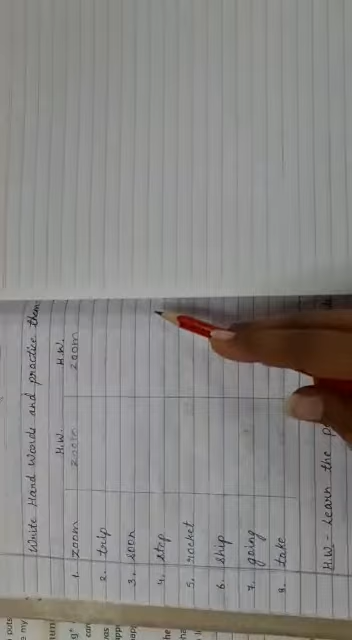 Write Hard words and practice them
H.W. H.W.
1. zoom zoom zoom
2. trip
3. soon
4. stop
5. rocket
6. ship
7. going
8. take
H.W - Learn the